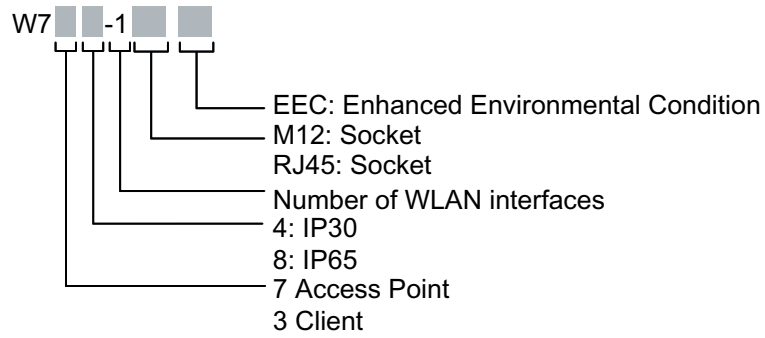 W7 -1
EEC: Enhanced Environmental Condition
M12: Socket
RJ45: Socket
Number of WLAN interfaces
4: IP30
8: IP65
7 Access Point
3 Client